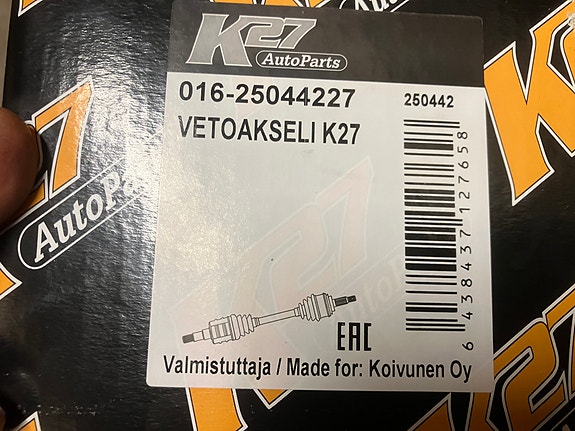 K27
AutoParts
016-25044227
250442
VETOAKSELI K27
6 438437 127658
EAC
Valmistuttaja / Made for: Koivunen Oy
K27
AutoParts